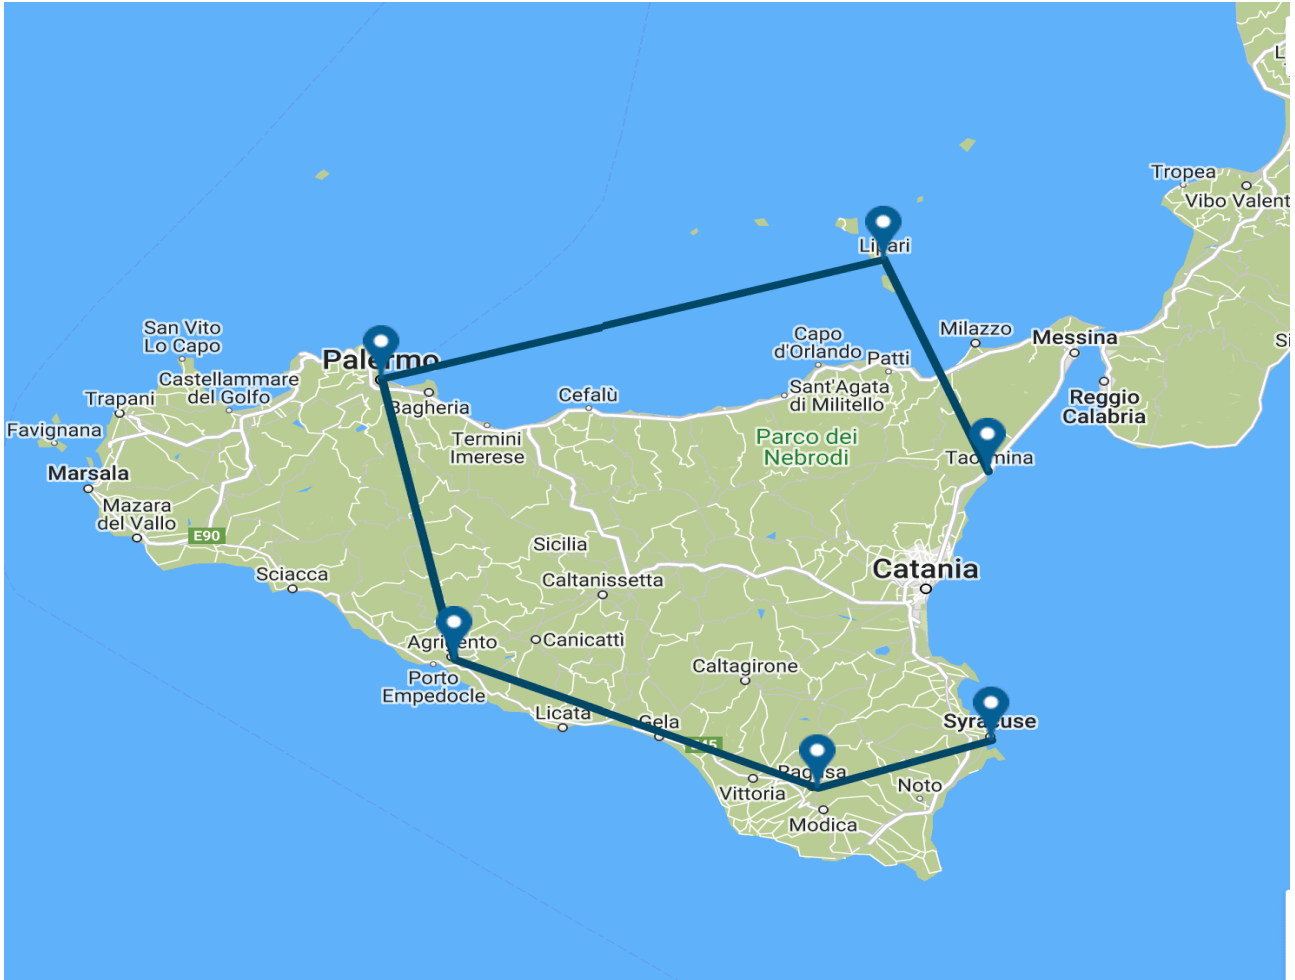 L
Tropea
Vibo Valent
Lipari
San Vito
Lo Capo
Milazzo
Messina
Capo
d'Orlando
Patti
Si
Palermo
Castellammare
del Golfo
Trapani
Bagheria
Cefalù
Sant'Agata
di Militello
Reggio
Calabria
Favignana
Termini
Imerese
Parco dei
Nebrodi
Taormina
Marsala
Mazara
del Vallo
E90
Sicilia
Sciacca
Caltanissetta
Catania
Agrigento
Canicattì
Porto
Empedocle
Caltagirone
Licata
Gela
Syracuse
Ragusa
Vittoria
Noto
Modica